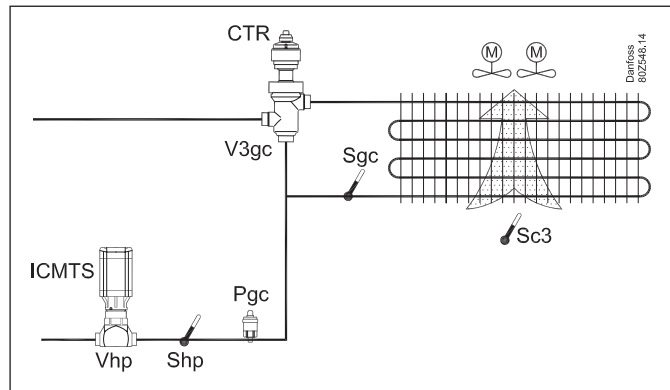 CTR
M M
Danfoss
80Z548.14
V3gc
Sgc
Sc3
ICMTS
Pgc
Vhp
Shp